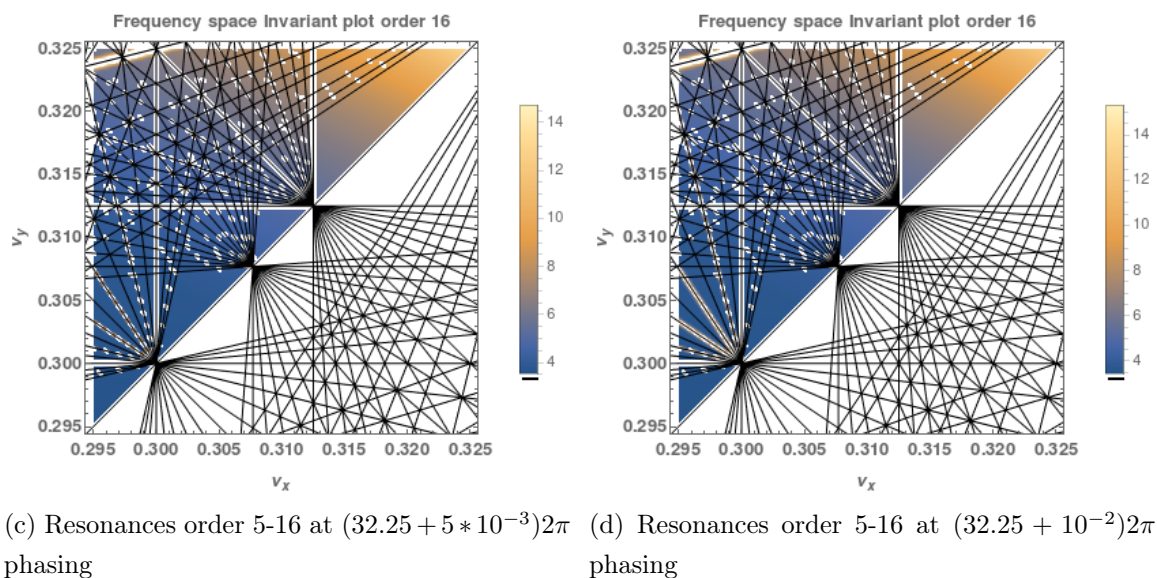 Frequency space Invariant plot order 16
0.325
0.320
0.315
0.310
0.305
0.300
0.295
ν_y
0.295 0.300 0.305 0.310 0.315 0.320 0.325
ν_x
14
12
10
8
6
4
Frequency space Invariant plot order 16
0.325
0.320
0.315
0.310
0.305
0.300
0.295
ν_y
0.295 0.300 0.305 0.310 0.315 0.320 0.325
ν_x
14
12
10
8
6
4
(c) Resonances order 5-16 at (32.25 + 5 ∗ 10⁻³)2π
phasing
(d) Resonances order 5-16 at (32.25 + 10⁻²)2π
phasing